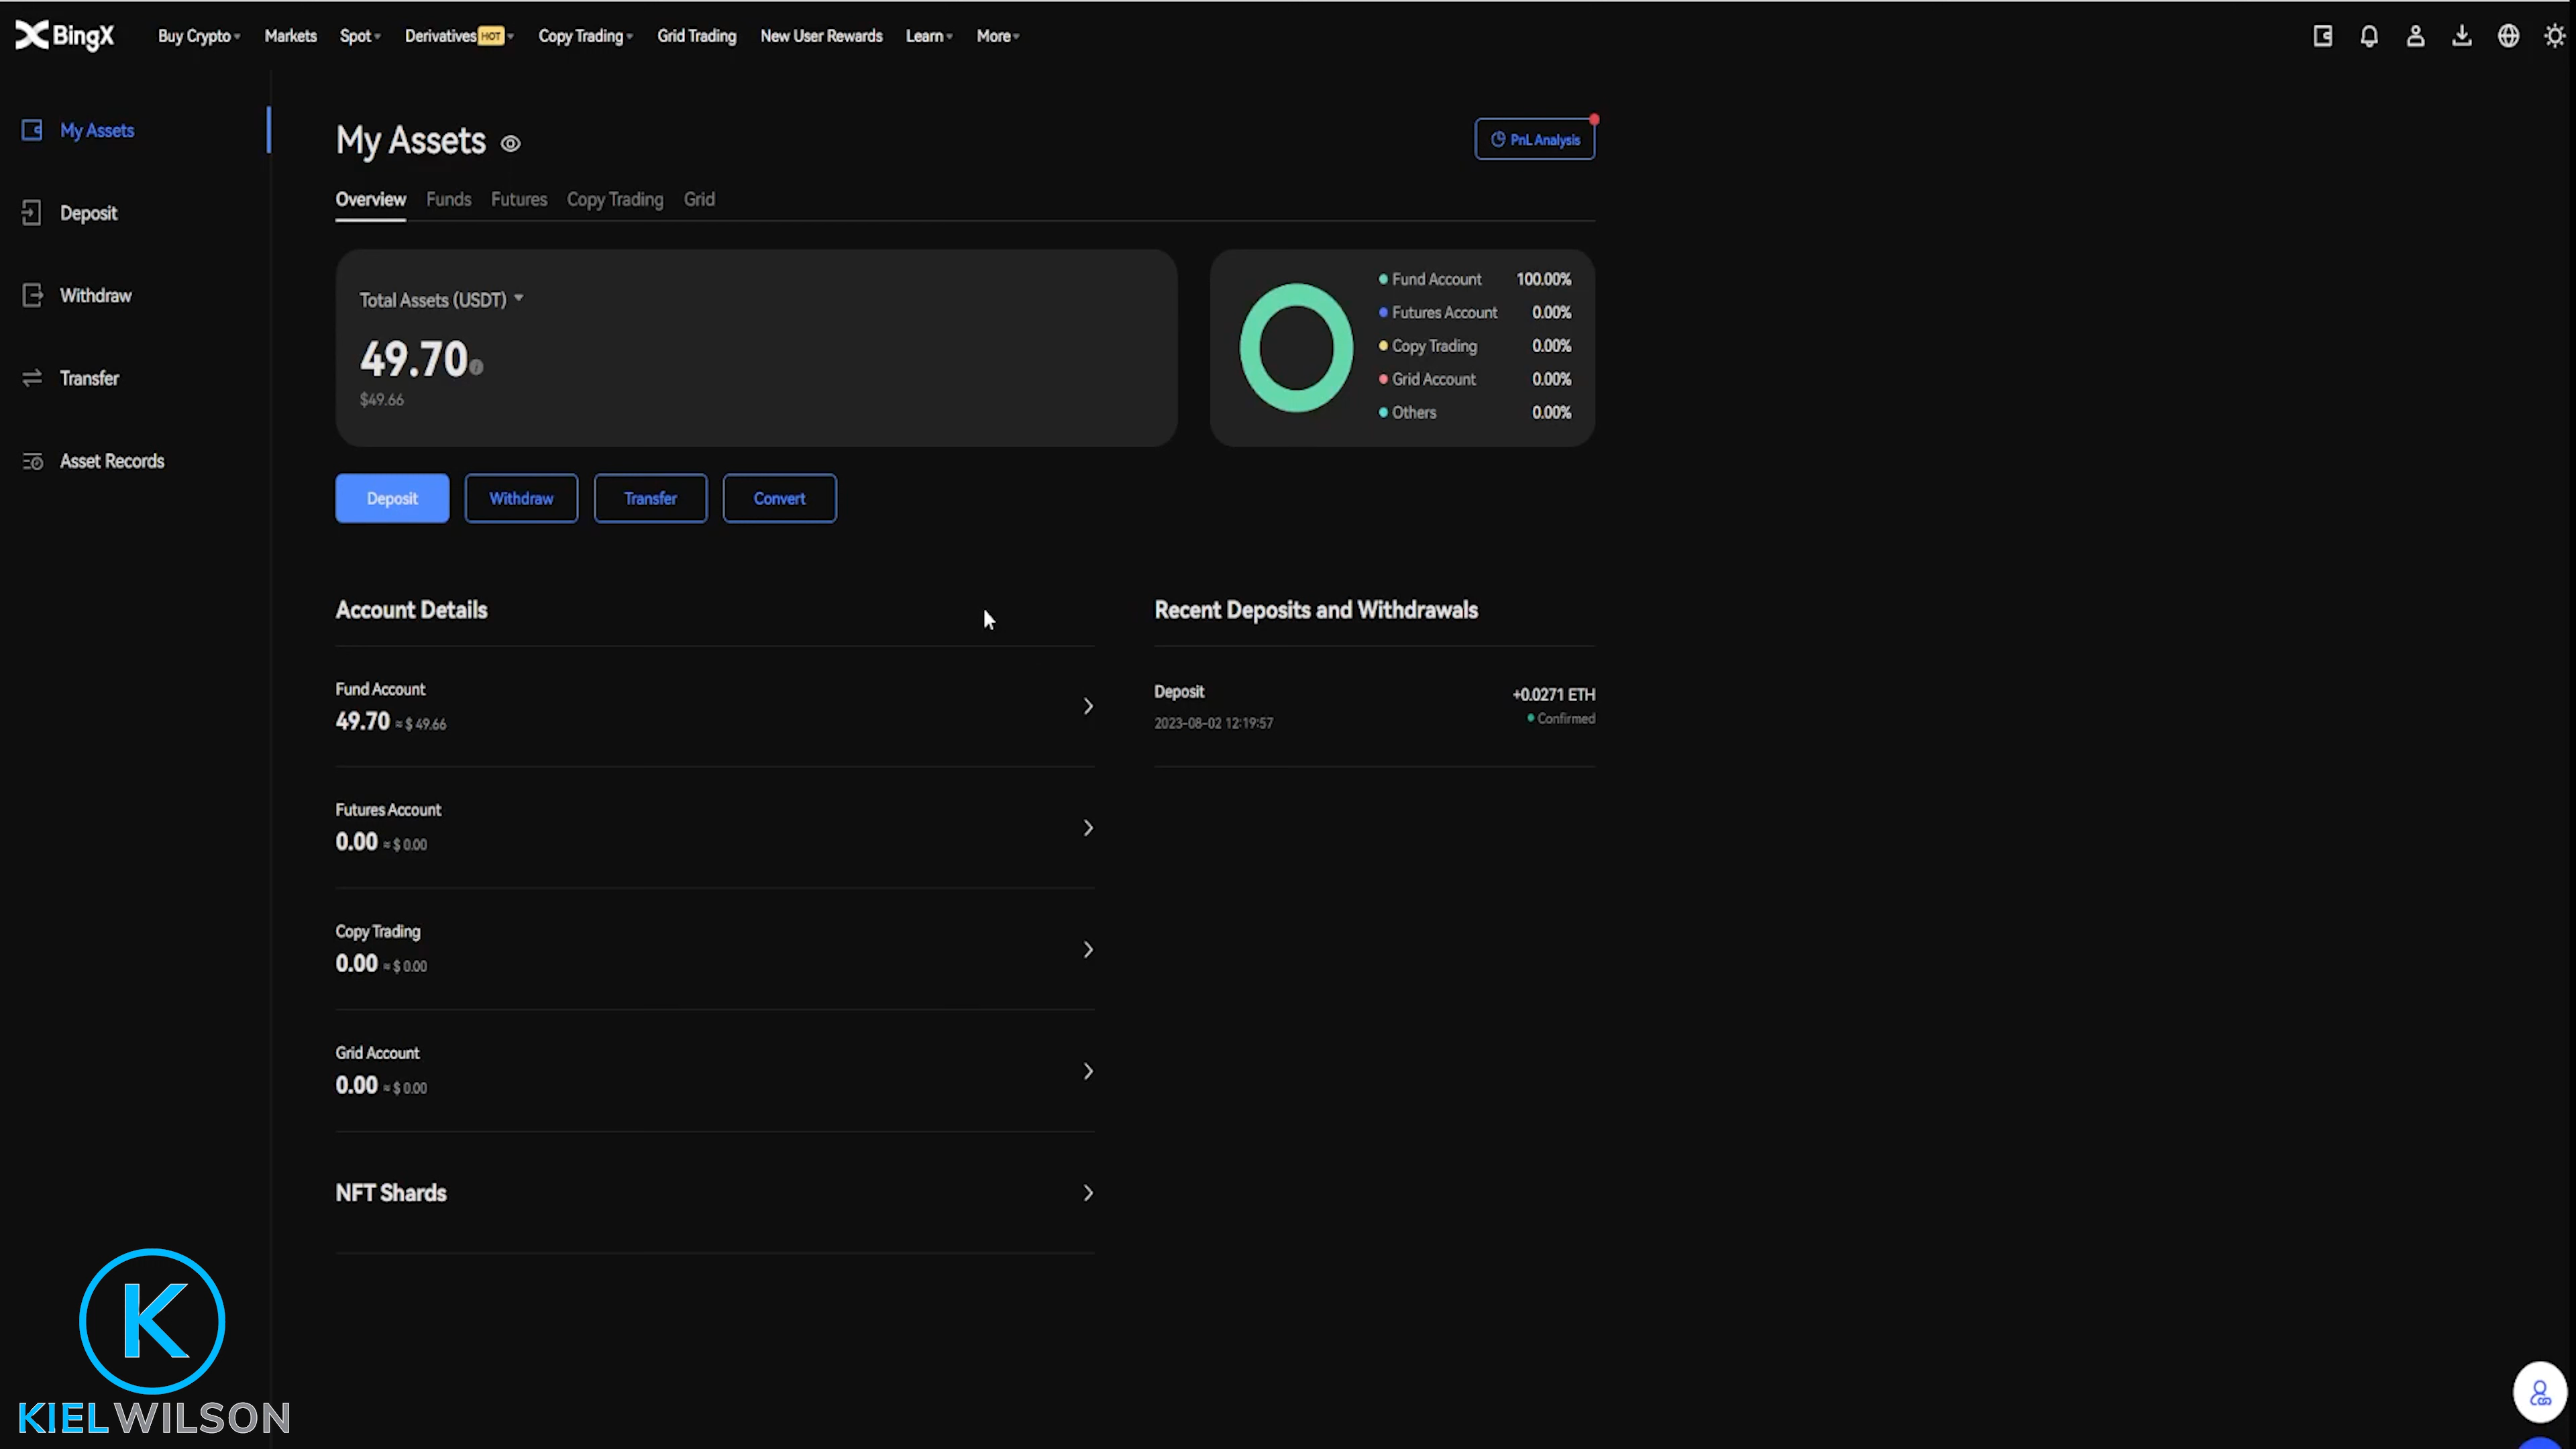 BingX
Buy Crypto
Markets
Spot
Derivatives HOT
Copy Trading
Grid Trading
New User Rewards
Learn
More
My Assets
Deposit
Withdraw
Transfer
Asset Records
My Assets
PnL Analysis
Overview
Funds
Futures
Copy Trading
Grid
Total Assets (USDT)
49.70
$49.66
Fund Account 100.00%
Futures Account 0.00%
Copy Trading 0.00%
Grid Account 0.00%
Others 0.00%
Deposit
Withdraw
Transfer
Convert
Account Details
Fund Account
49.70 ≈ $ 49.66
Futures Account
0.00 ≈ $ 0.00
Copy Trading
0.00 ≈ $ 0.00
Grid Account
0.00 ≈ $ 0.00
NFT Shards
Recent Deposits and Withdrawals
Deposit +0.0271 ETH
2023-08-02 12:19:57 Confirmed
K
KIELWILSON